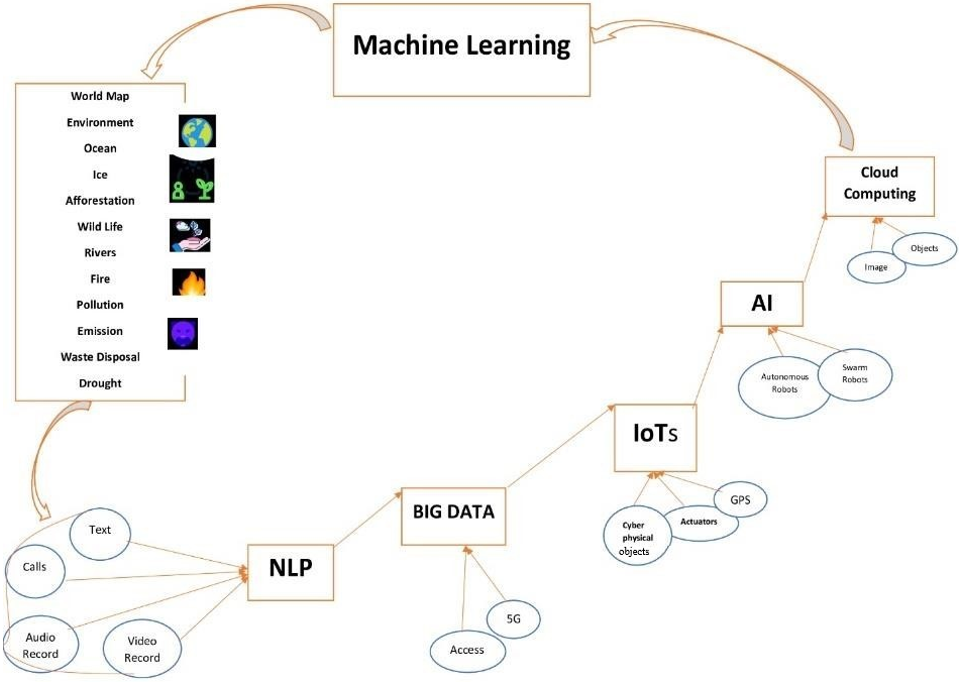 Machine Learning
World Map
Environment
Ocean
Ice
Afforestation
Wild Life
Rivers
Fire
Pollution
Emission
Waste Disposal
Drought
Cloud
Computing
Image
Objects
AI
Autonomous
Robots
Swarm
Robots
IoTs
Cyber
physical
objects
Actuators
GPS
BIG DATA
Access
5G
NLP
Text
Calls
Audio
Record
Video
Record